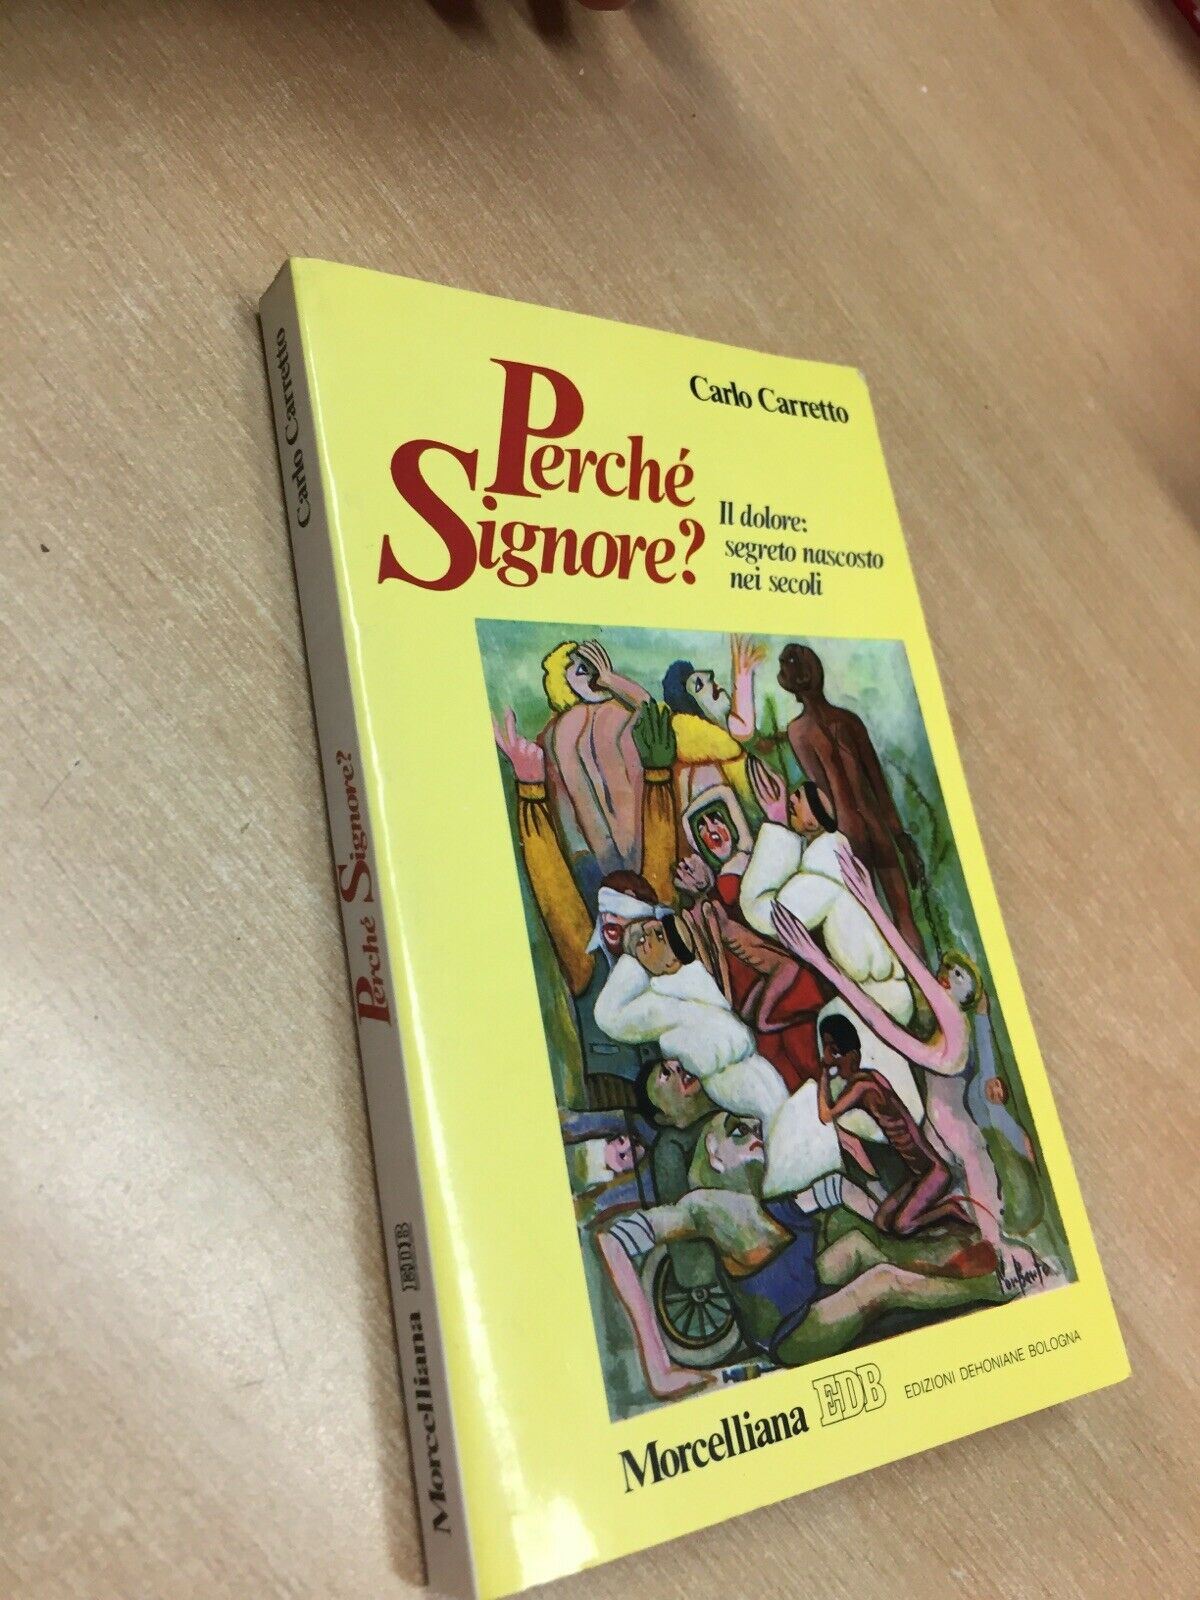 Carlo Carretto
Perché
Signore?
Il dolore:
segreto nascosto
nei secoli
Morcelliana EDB EDIZIONI DEHONIANE BOLOGNA
Carlo Carretto
Perché Signore?
Morcelliana EDB